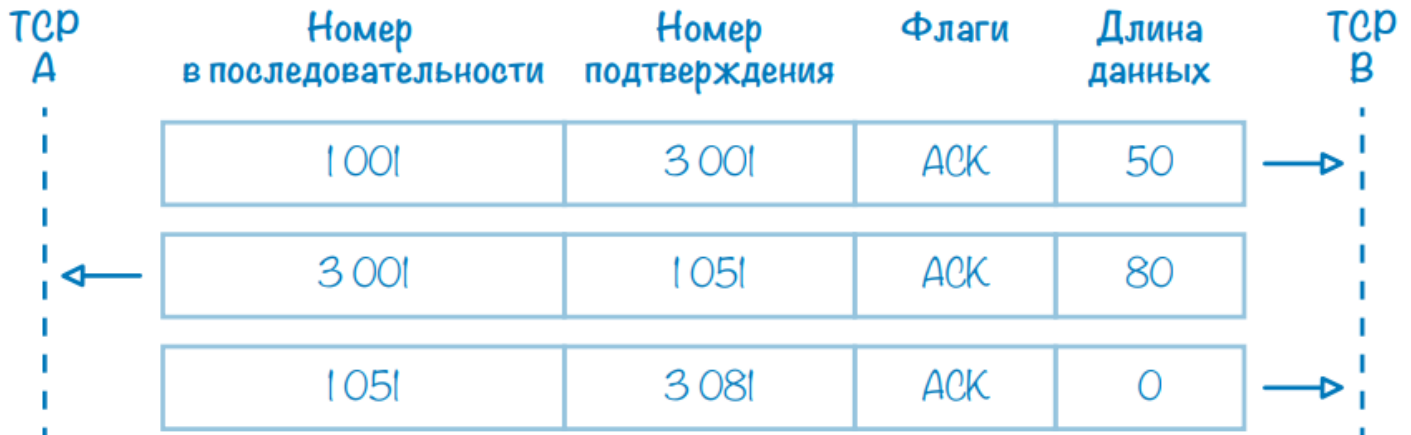 TCP Номер Номер Флаги Длина TCP
A в последовательности подтверждения данных B
1 001 3 001 ACK 50
3 001 1 051 ACK 80
1 051 3 081 ACK 0